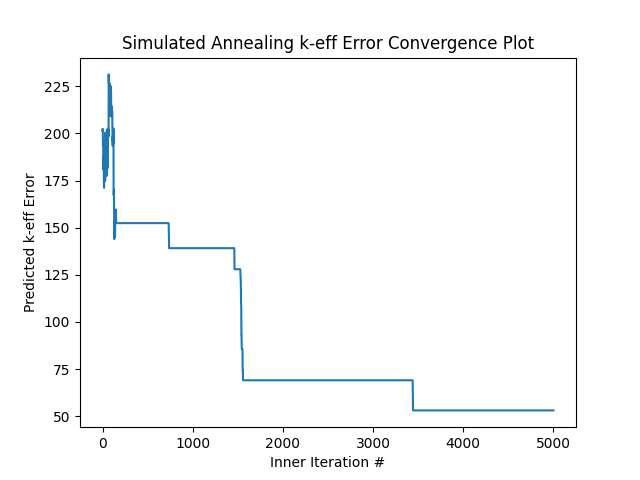 Simulated Annealing k-eff Error Convergence Plot
225
200
175
150
125
100
75
50
Predicted k-eff Error
0 1000 2000 3000 4000 5000
Inner Iteration #